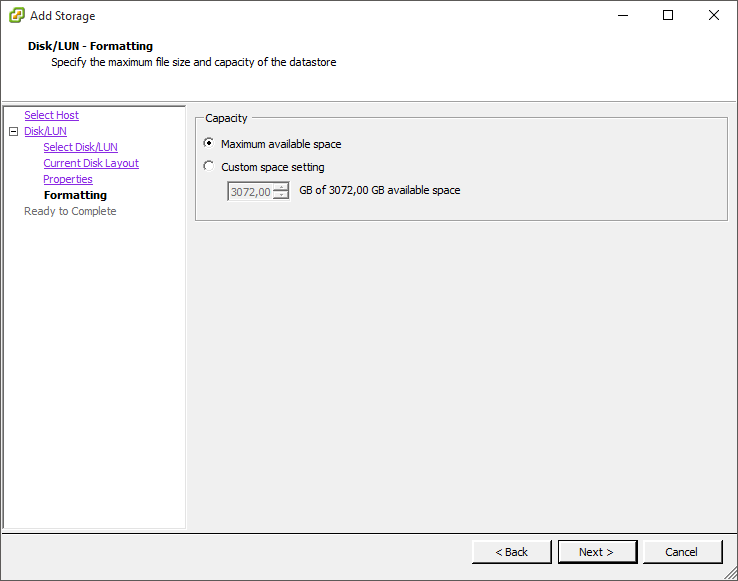 Add Storage
Disk/LUN - Formatting
Specify the maximum file size and capacity of the datastore
Select Host
Disk/LUN
Select Disk/LUN
Current Disk Layout
Properties
Formatting
Ready to Complete
Capacity
Maximum available space
Custom space setting
3072,00 GB of 3072,00 GB available space
< Back Next > Cancel